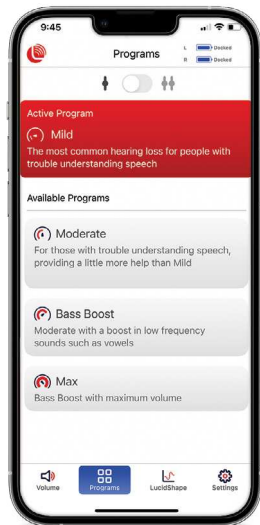 9:45
Programs
L Docked
R Docked
Active Program
Mild
The most common hearing loss for people with
trouble understanding speech
Available Programs
Moderate
For those with trouble understanding speech,
providing a little more help than Mild
Bass Boost
Moderate with a boost in low frequency
sounds such as vowels
Max
Bass Boost with maximum volume
Volume
Programs
LucidShape
Settings